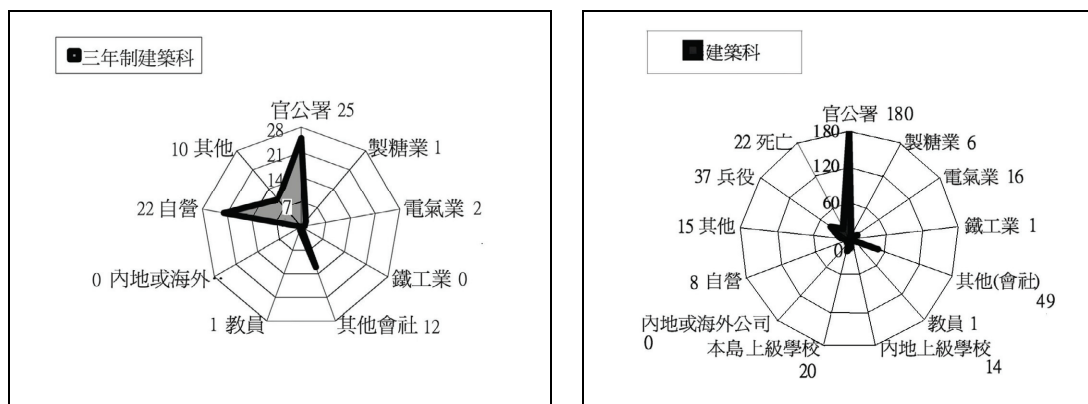 三年制建築科
官公署 25
28
21
14
7
製糖業 1
電氣業 2
鐵工業 0
其他會社 12
1 教員
0 內地或海外
22 自營
10 其他
建築科
官公署 180
180
120
60
0
製糖業 6
電氣業 16
鐵工業 1
其他(會社)
49
教員 1
內地上級學校
14
本島上級學校
20
內地或海外公司
0
8 自營
15 其他
37 兵役
22 死亡